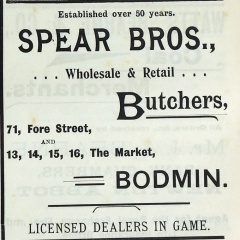 Established over 50 years.
SPEAR BROS.,
... Wholesale & Retail ...
Butchers,
71, Fore Street,
AND
13, 14, 15, 16, The Market,
BODMIN.
LICENSED DEALERS IN GAME.